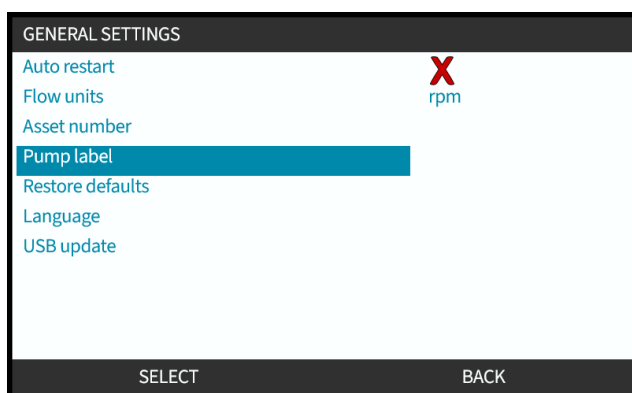 GENERAL SETTINGS
Auto restart
Flow units rpm
Asset number
Pump label
Restore defaults
Language
USB update
SELECT BACK